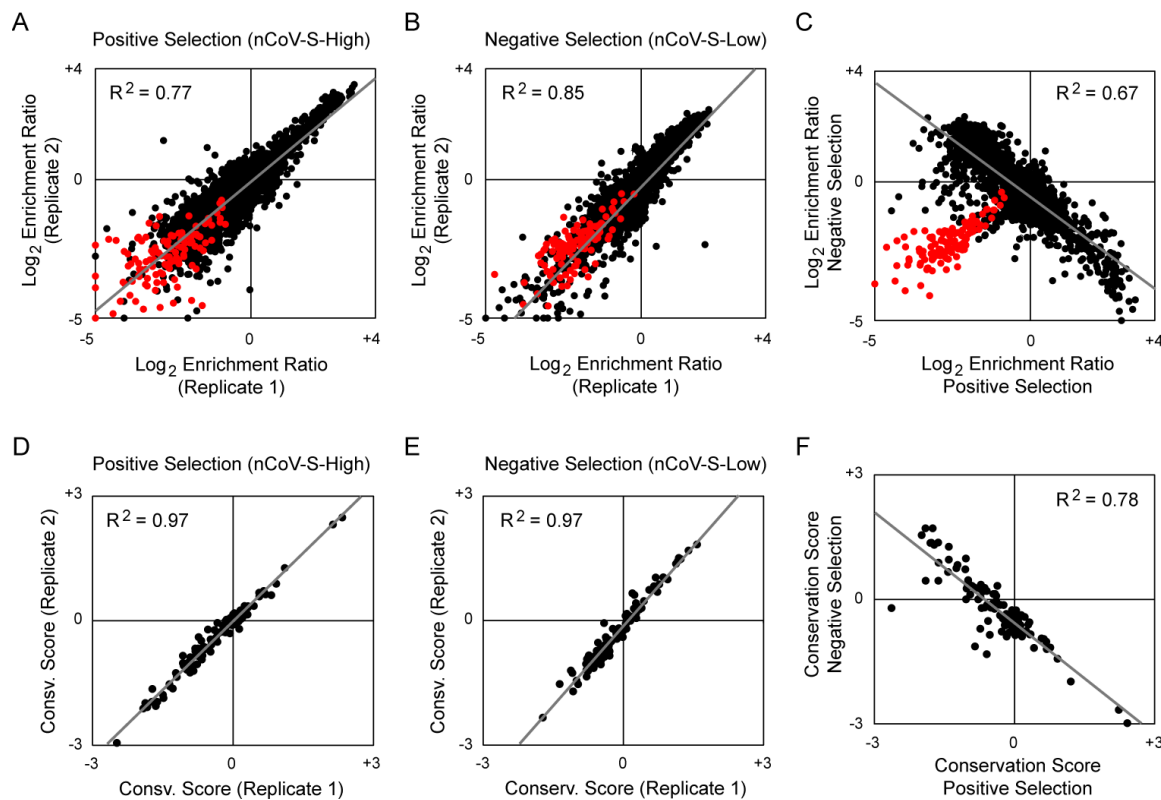 A
Positive Selection (nCoV-S-High)
+4
R² = 0.77
Log₂ Enrichment Ratio
(Replicate 2)
0
-5
-5
0
+4
Log₂ Enrichment Ratio
(Replicate 1)
B
Negative Selection (nCoV-S-Low)
+4
R² = 0.85
Log₂ Enrichment Ratio
(Replicate 2)
0
-5
-5
0
+4
Log₂ Enrichment Ratio
(Replicate 1)
C
+4
R² = 0.67
Log₂ Enrichment Ratio
Negative Selection
0
-5
-5
0
+4
Log₂ Enrichment Ratio
Positive Selection
D
Positive Selection (nCoV-S-High)
+3
R² = 0.97
Consv. Score (Replicate 2)
0
-3
-3
0
+3
Consv. Score (Replicate 1)
E
Negative Selection (nCoV-S-Low)
+3
R² = 0.97
Consv. Score (Replicate 2)
0
-3
-3
0
+3
Conserv. Score (Replicate 1)
F
+3
R² = 0.78
Conservation Score
Negative Selection
0
-3
-3
0
+3
Conservation Score
Positive Selection